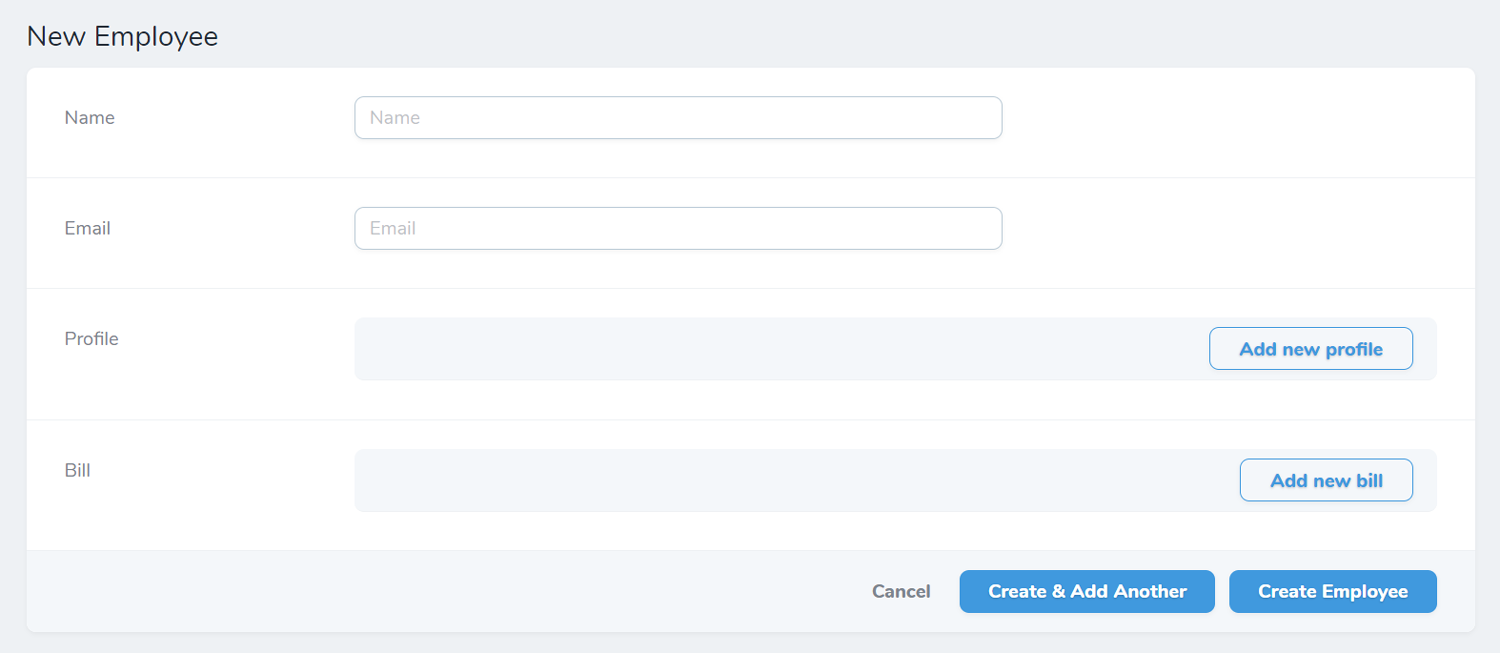 New Employee
Name Name
Email Email
Profile Add new profile
Bill Add new bill
Cancel Create & Add Another Create Employee